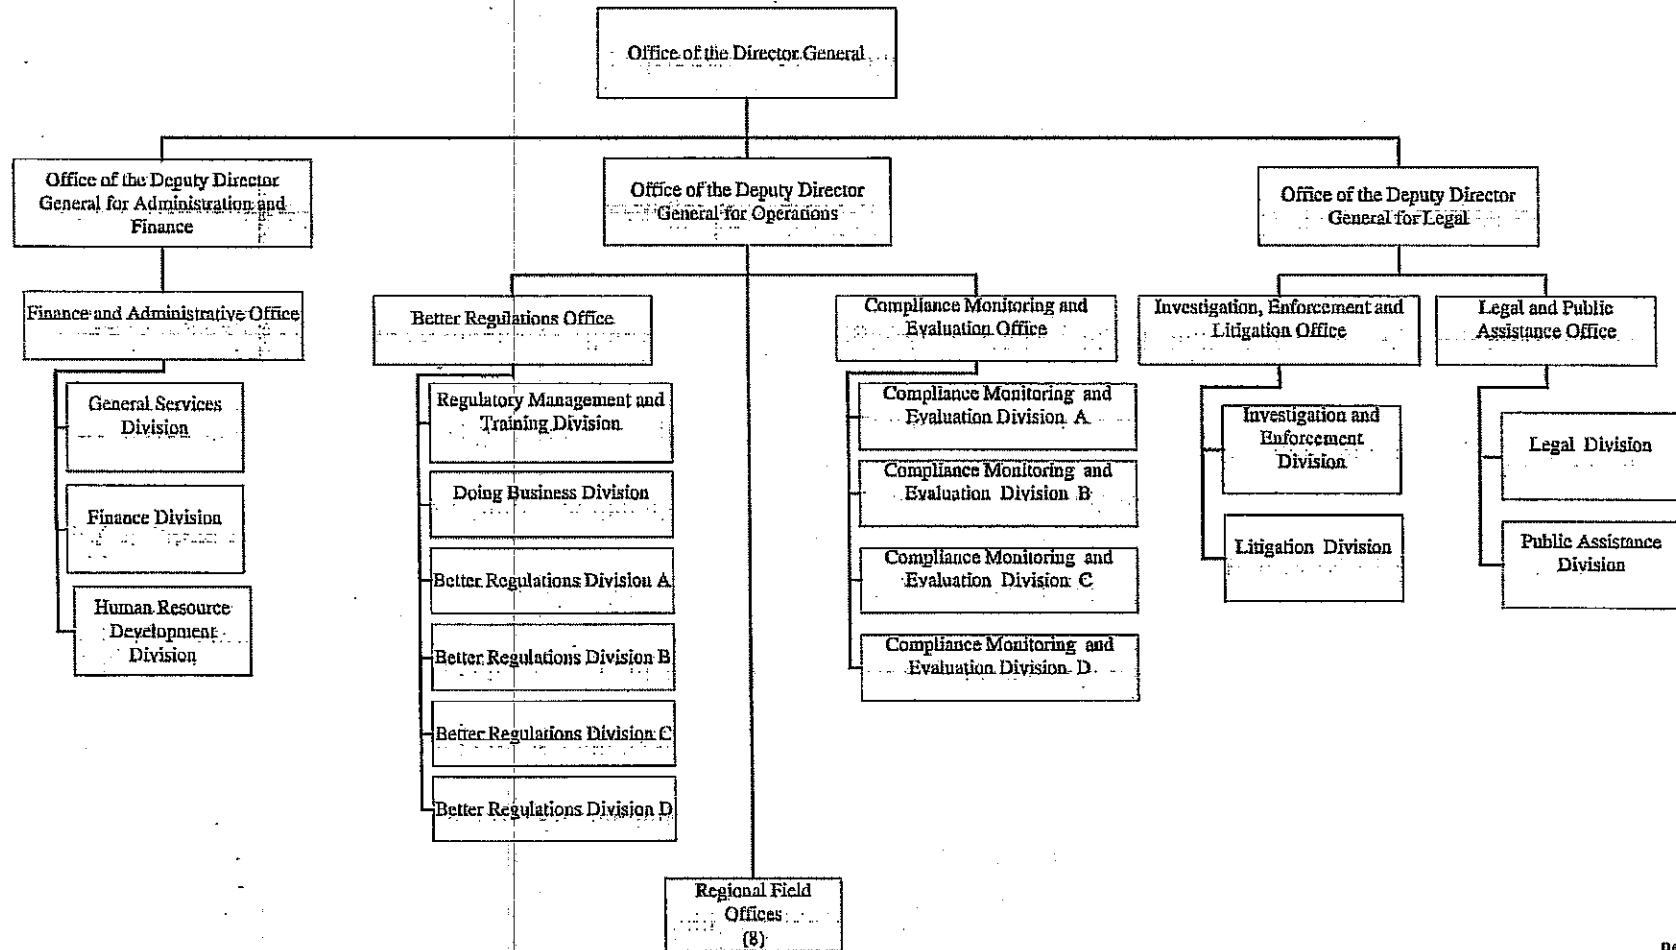 Office of the Director General
Office of the Deputy Director
General for Administration and
Finance
Office of the Deputy Director
General for Operations
Office of the Deputy Director
General for Legal
Finance and Administrative Office
Better Regulations Office
Compliance Monitoring and
Evaluation Office
Investigation, Enforcement and
Litigation Office
Legal and Public
Assistance Office
General Services
Division
Finance Division
Human Resource
Development
Division
Regulatory Management and
Training Division
Doing Business Division
Better Regulations Division A
Better Regulations Division B
Better Regulations Division C
Better Regulations Division D
Compliance Monitoring and
Evaluation Division A
Compliance Monitoring and
Evaluation Division B
Compliance Monitoring and
Evaluation Division C
Compliance Monitoring and
Evaluation Division D
Investigation and
Enforcement
Division
Litigation Division
Legal Division
Public Assistance
Division
Regional Field
Offices
(8)